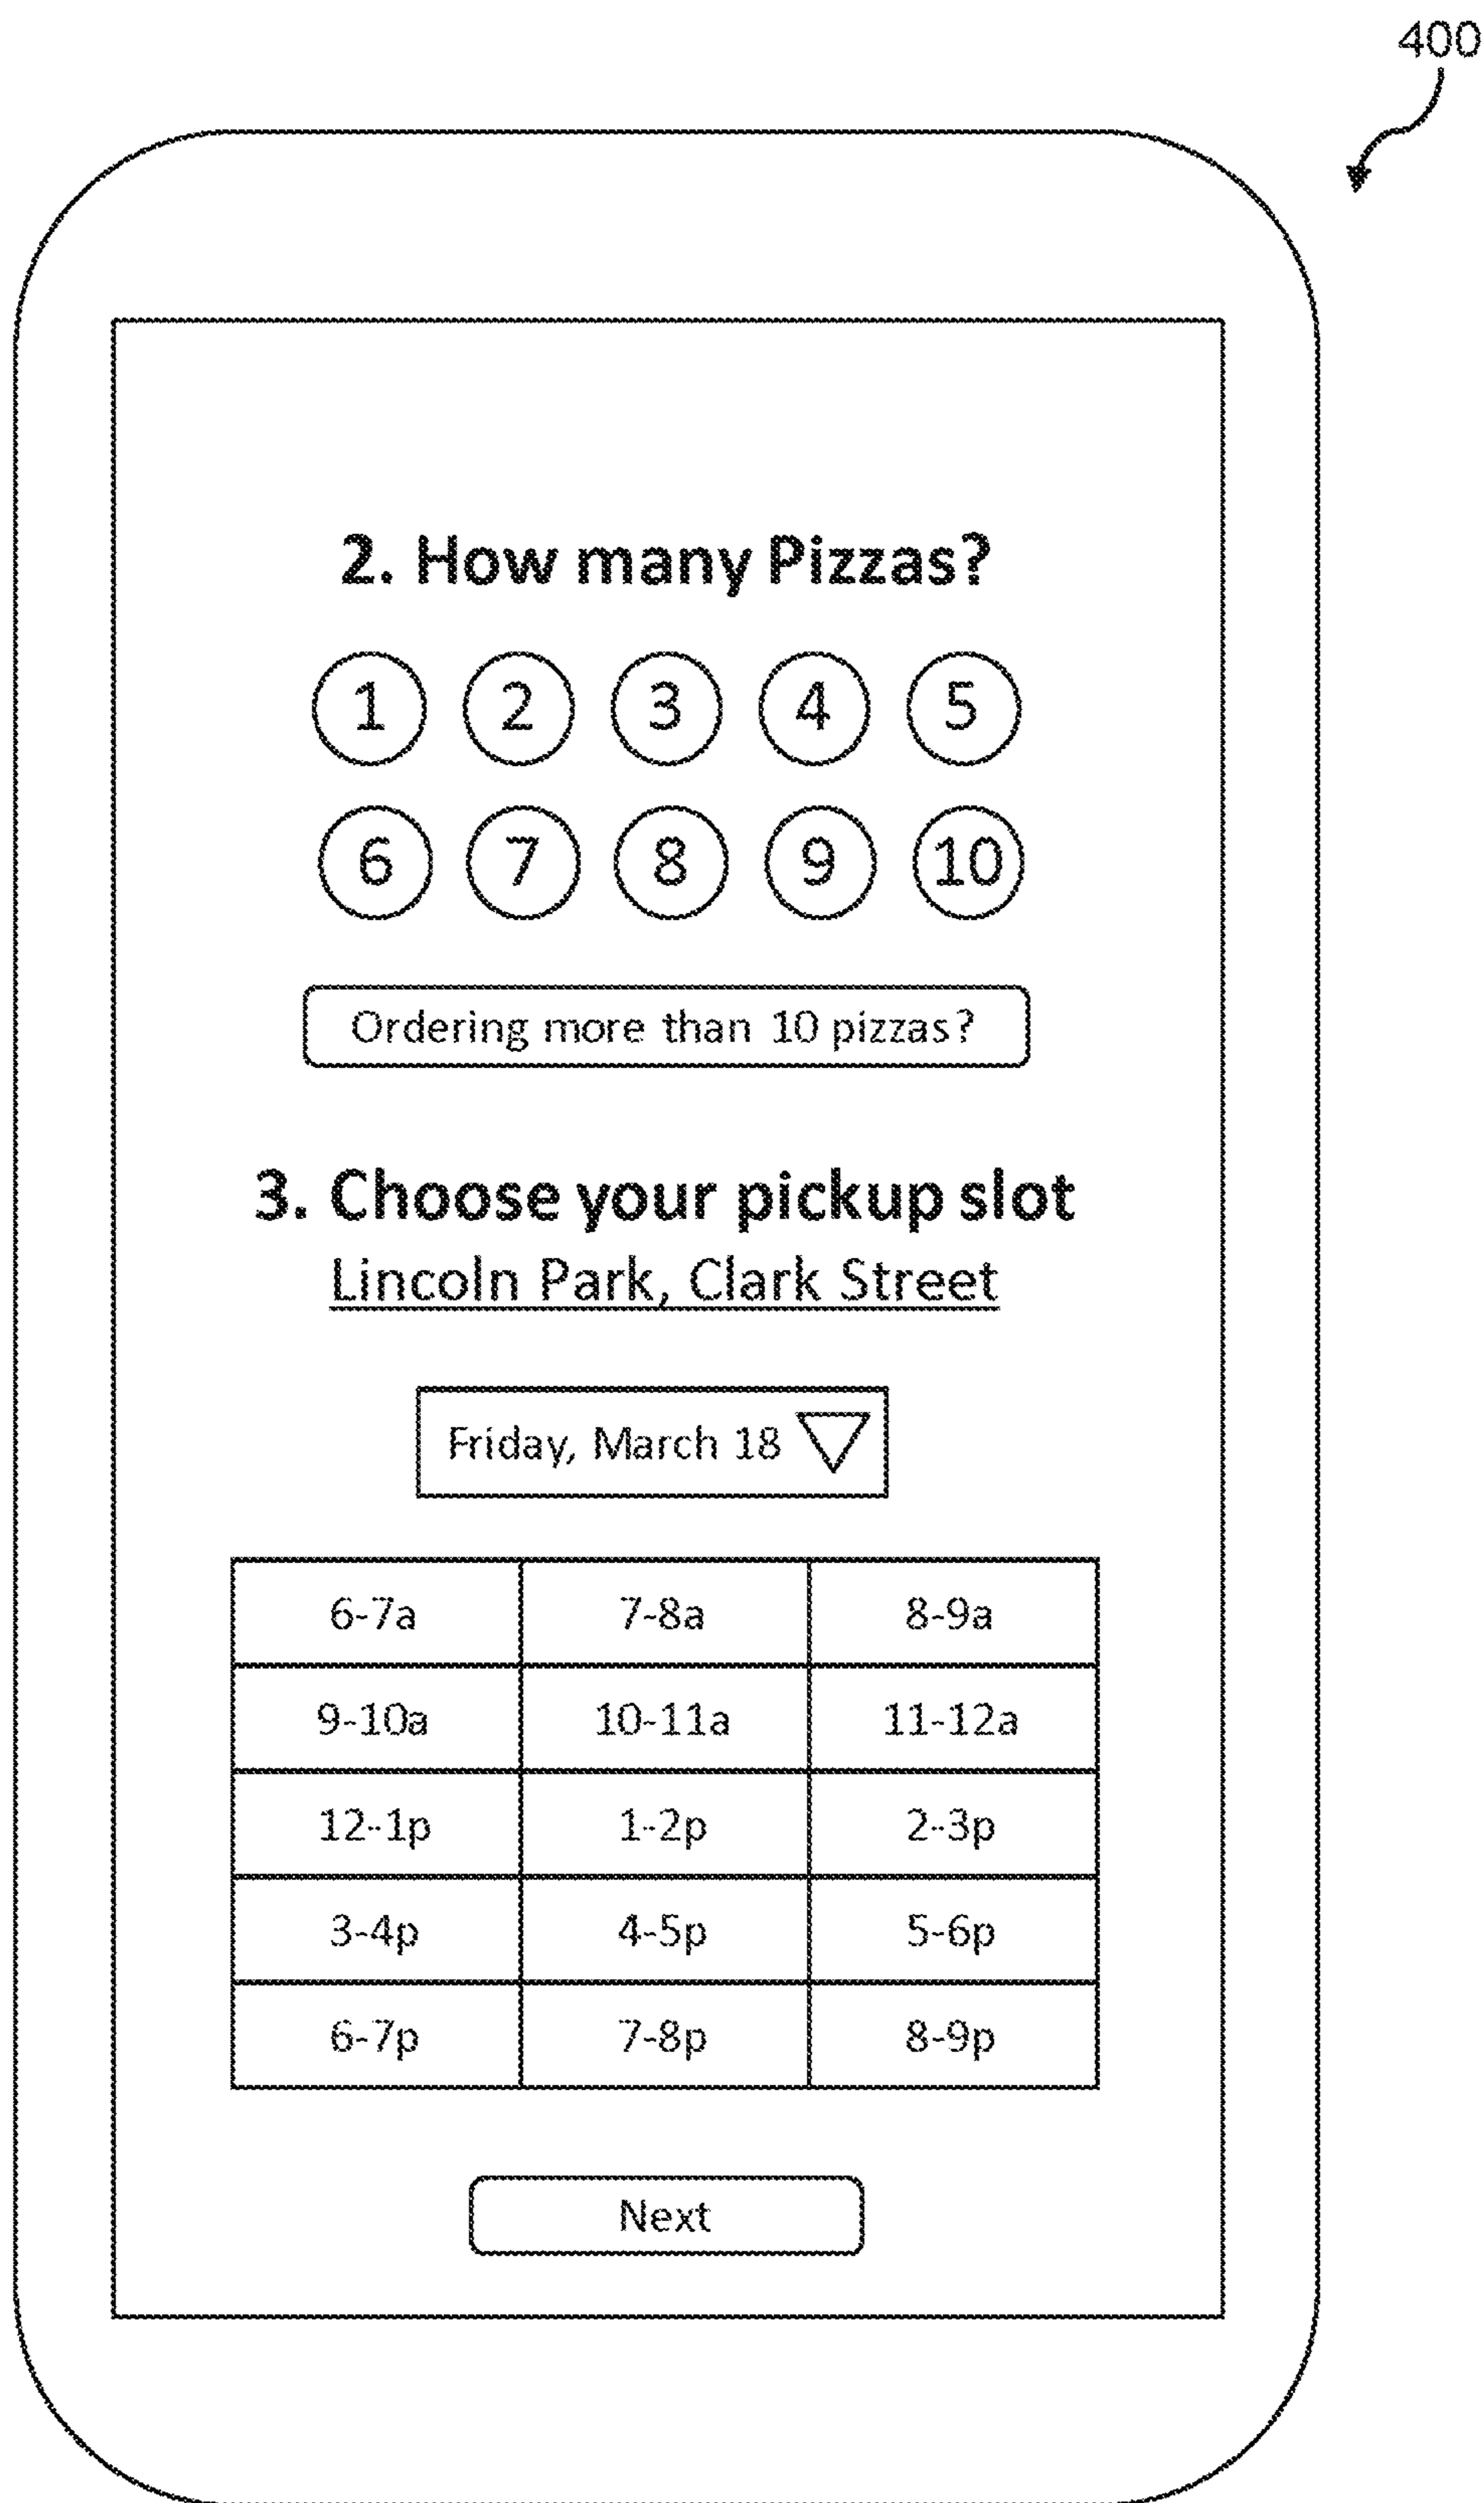 400
2. How many Pizzas?
1 2 3 4 5
6 7 8 9 10
Ordering more than 10 pizzas?
3. Choose your pickup slot
Lincoln Park, Clark Street
Friday, March 18
6-7a 7-8a 8-9a
9-10a 10-11a 11-12a
12-1p 1-2p 2-3p
3-4p 4-5p 5-6p
6-7p 7-8p 8-9p
Next